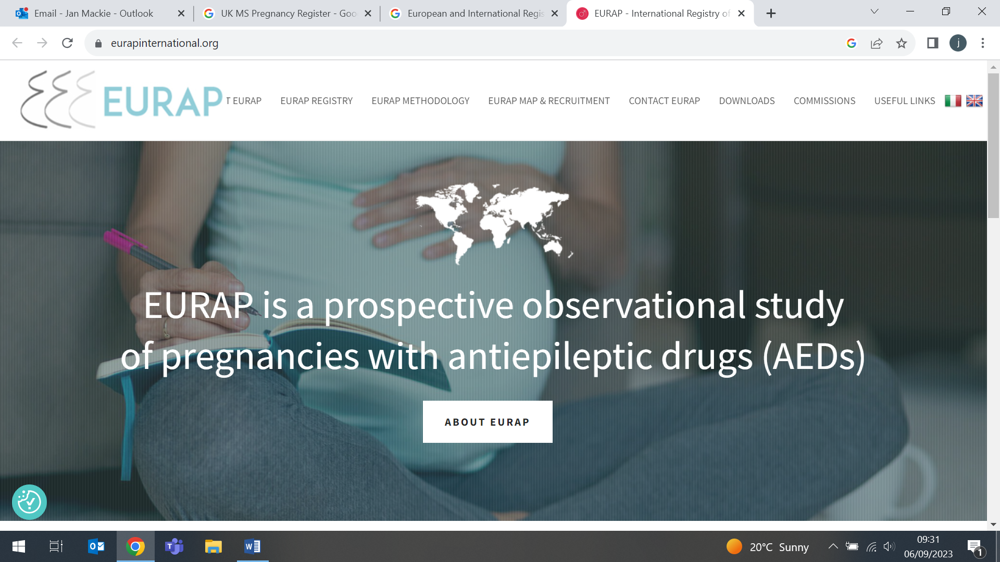 Email - Jan Mackie - Outlook
UK MS Pregnancy Register - Goo
European and International Regis
EURAP - International Registry of
eurapinternational.org
j
EURAP
T EURAP
EURAP REGISTRY
EURAP METHODOLOGY
EURAP MAP & RECRUITMENT
CONTACT EURAP
DOWNLOADS
COMMISSIONS
USEFUL LINKS
EURAP is a prospective observational study
of pregnancies with antiepileptic drugs (AEDs)
ABOUT EURAP
20°C Sunny
09:31
06/09/2023
1